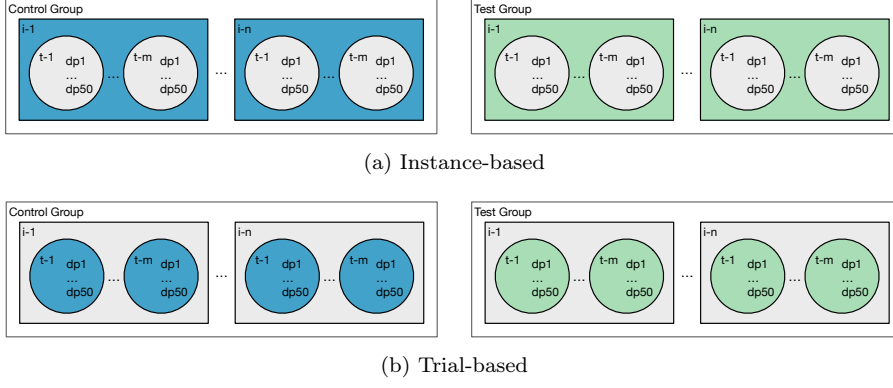 Control Group
i-1
t-1 dp1
...
dp50
...
t-m dp1
...
dp50
...
i-n
t-1 dp1
...
dp50
...
t-m dp1
...
dp50
Test Group
i-1
t-1 dp1
...
dp50
...
t-m dp1
...
dp50
...
i-n
t-1 dp1
...
dp50
...
t-m dp1
...
dp50
(a) Instance-based
Control Group
i-1
t-1 dp1
...
dp50
...
t-m dp1
...
dp50
...
i-n
t-1 dp1
...
dp50
...
t-m dp1
...
dp50
Test Group
i-1
t-1 dp1
...
dp50
...
t-m dp1
...
dp50
...
i-n
t-1 dp1
...
dp50
...
t-m dp1
...
dp50
(b) Trial-based